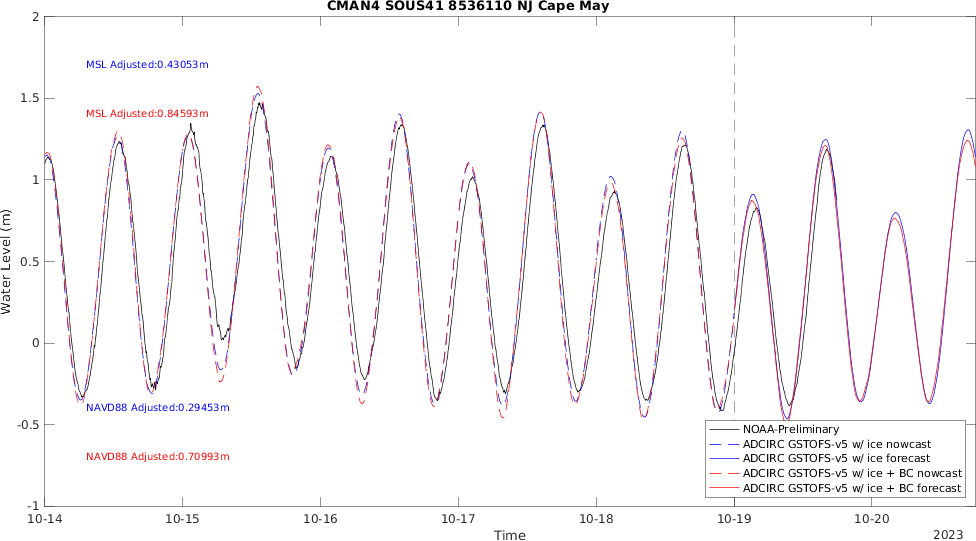 CMAN4 SOUS41 8536110 NJ Cape May
2
MSL Adjusted:0.43053m
1.5
MSL Adjusted:0.84593m
1
0.5
Water Level (m)
0
NAVD88 Adjusted:0.29453m
-0.5
NAVD88 Adjusted:0.70993m
NOAA-Preliminary
ADCIRC GSTOFS-v5 w/ ice nowcast
ADCIRC GSTOFS-v5 w/ ice forecast
ADCIRC GSTOFS-v5 w/ ice + BC nowcast
ADCIRC GSTOFS-v5 w/ ice + BC forecast
-1
10-14 10-15 10-16 10-17 10-18 10-19 10-20
Time
2023